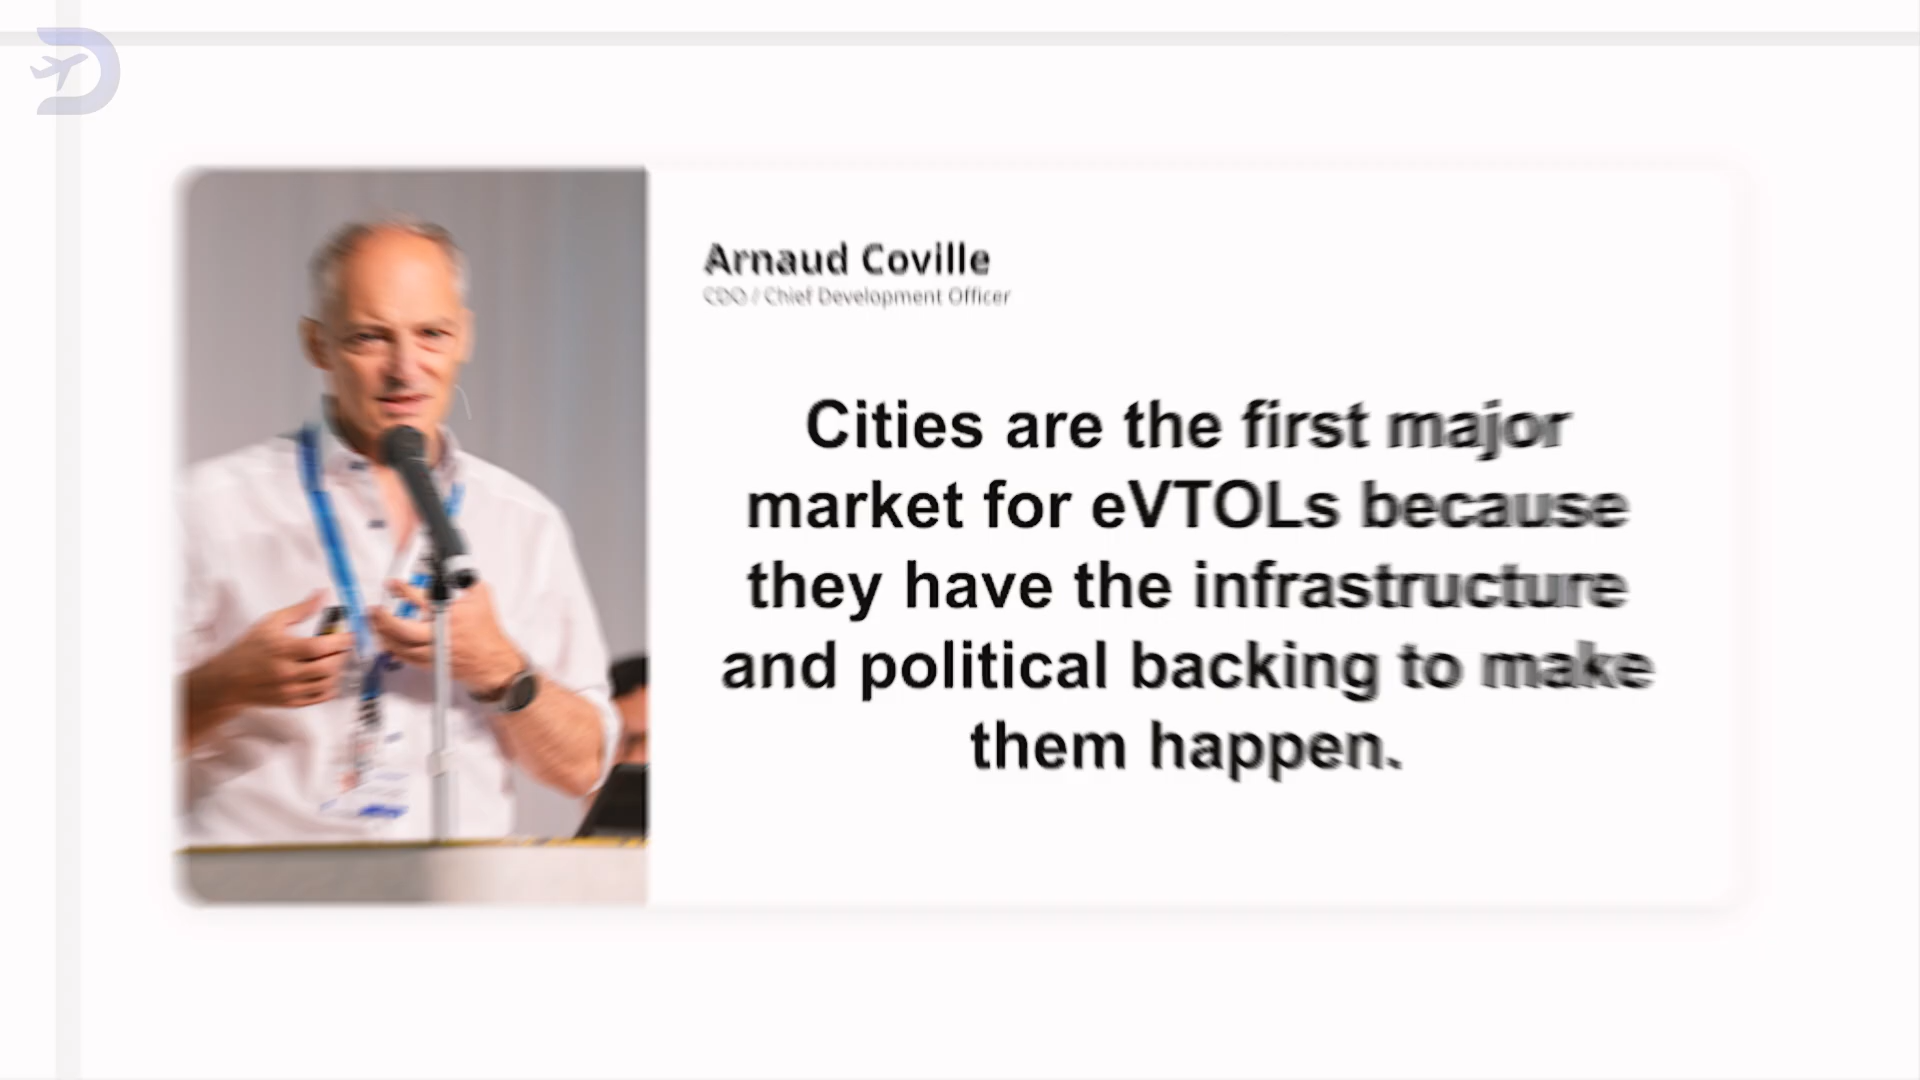 Arnaud Coville
CDO / Chief Development Officer
Cities are the first major
market for eVTOLs because
they have the infrastructure
and political backing to make
them happen.